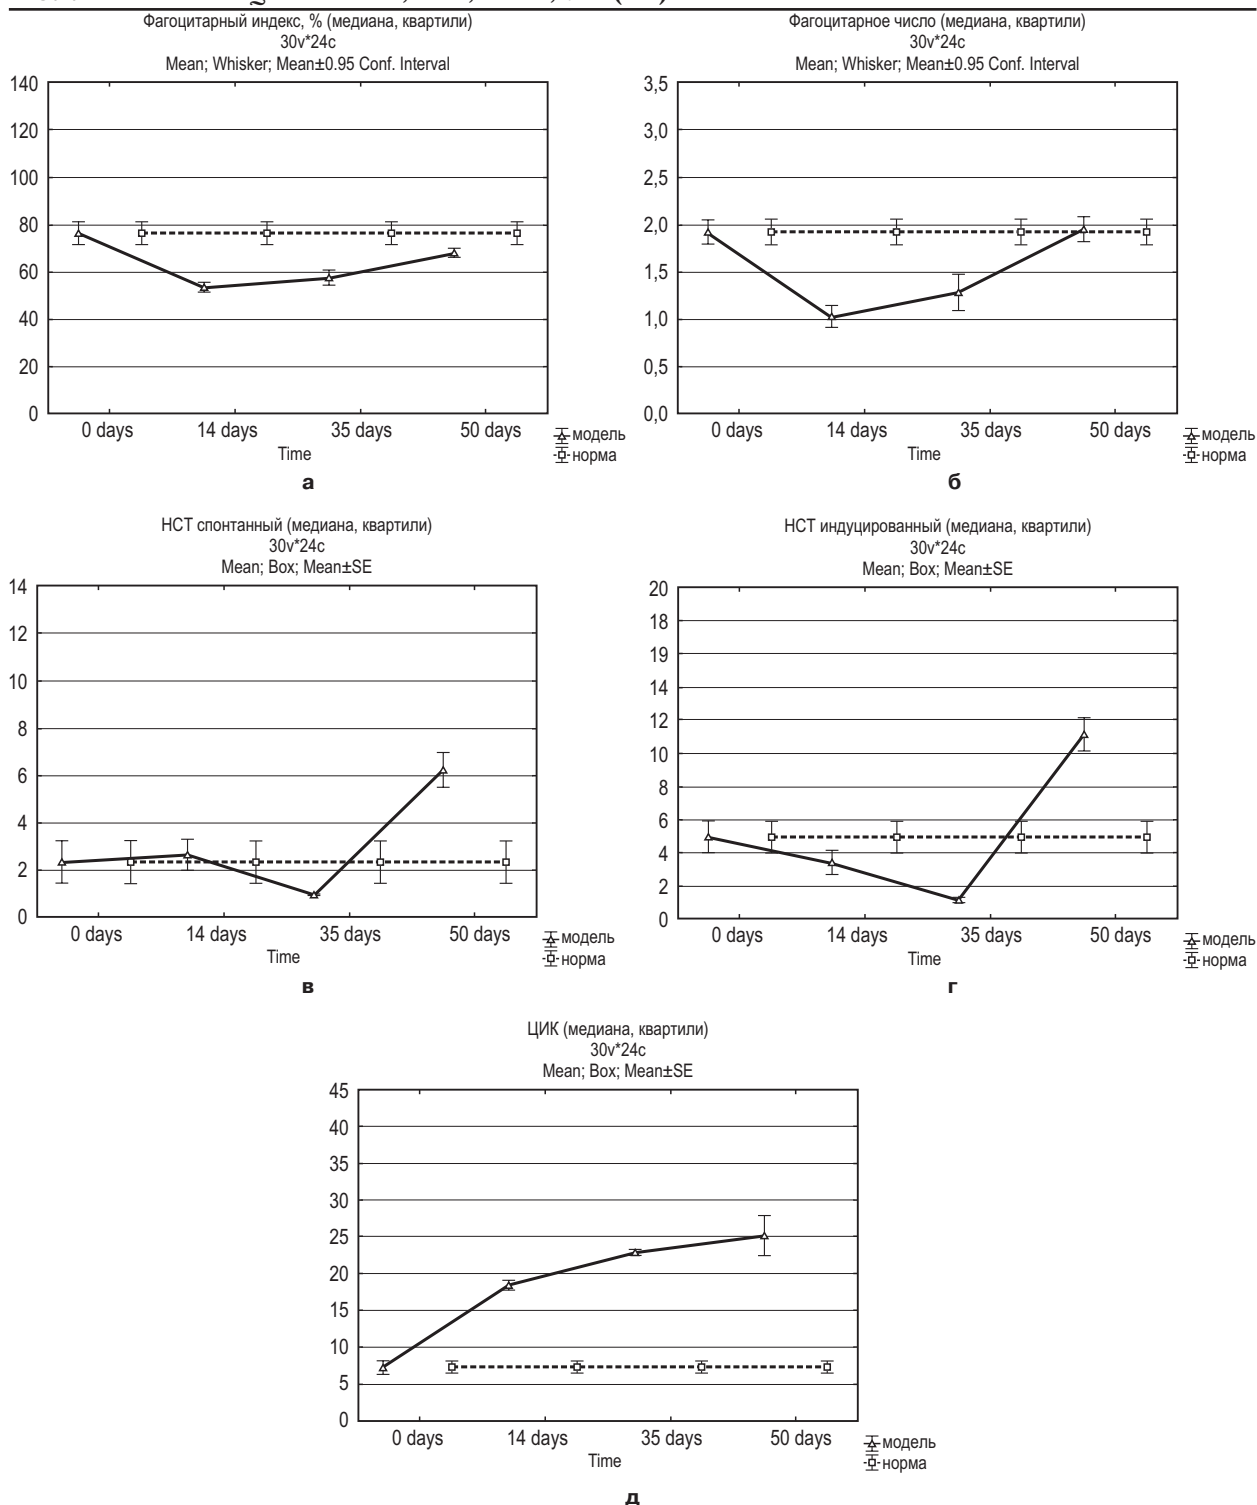 Фагоцитарный индекс, % (медиана, квартили)
30v*24c
Mean; Whisker; Mean±0.95 Conf. Interval
140
120
100
80
60
40
20
0
0 days 14 days 35 days 50 days
Time
модель
норма
а
Фагоцитарное число (медиана, квартили)
30v*24c
Mean; Whisker; Mean±0.95 Conf. Interval
3,5
3,0
2,5
2,0
1,5
1,0
0,5
0,0
0 days 14 days 35 days 50 days
Time
модель
норма
б
НСТ спонтанный (медиана, квартили)
30v*24c
Mean; Box; Mean±SE
14
12
10
8
6
4
2
0
0 days 14 days 35 days 50 days
Time
модель
норма
в
НСТ индуцированный (медиана, квартили)
30v*24c
Mean; Box; Mean±SE
20
18
19
14
12
10
8
6
4
2
0
0 days 14 days 35 days 50 days
Time
модель
норма
г
ЦИК (медиана, квартили)
30v*24c
Mean; Box; Mean±SE
45
40
35
30
25
20
15
10
5
0
0 days 14 days 35 days 50 days
Time
модель
норма
д